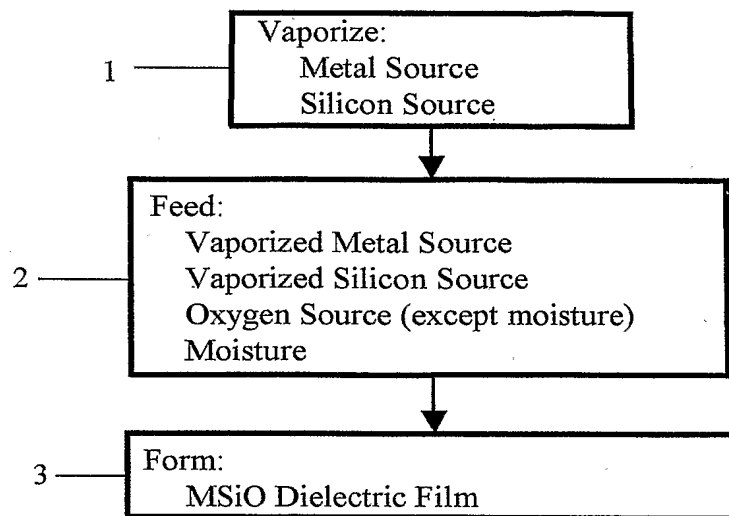 1
Vaporize:
Metal Source
Silicon Source
2
Feed:
Vaporized Metal Source
Vaporized Silicon Source
Oxygen Source (except moisture)
Moisture
3
Form:
MSiO Dielectric Film